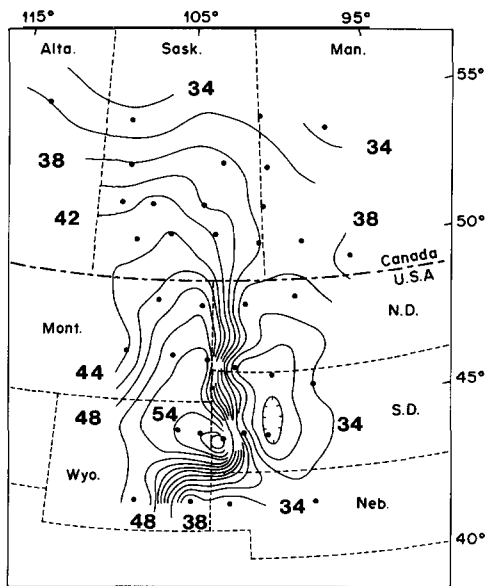 115° 105° 95°
Alta. Sask. Man.
55°
34
34
38
42
38
50°
Canada
U.S.A
N.D.
Mont.
44
45°
48
54
S.D.
34
Wyo.
34
Neb.
48 38
40°